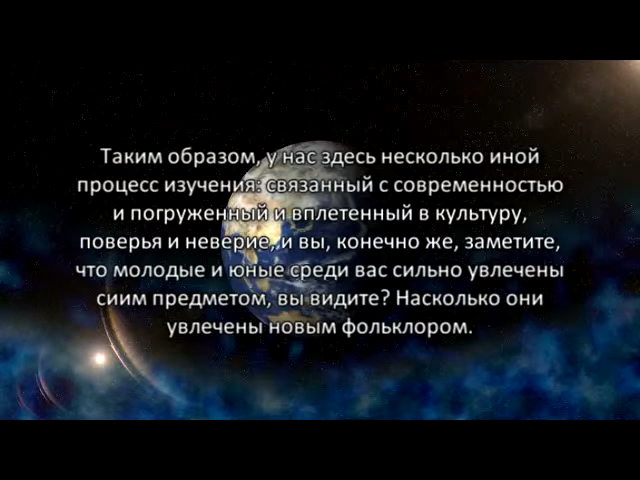 Таким образом, у нас здесь несколько иной
процесс изучения: связанный с современностью
и погруженный и вплетенный в культуру,
поверья и неверие, и вы, конечно же, заметите,
что молодые и юные среди вас сильно увлечены
сиим предметом, вы видите? Насколько они
увлечены новым фольклором.